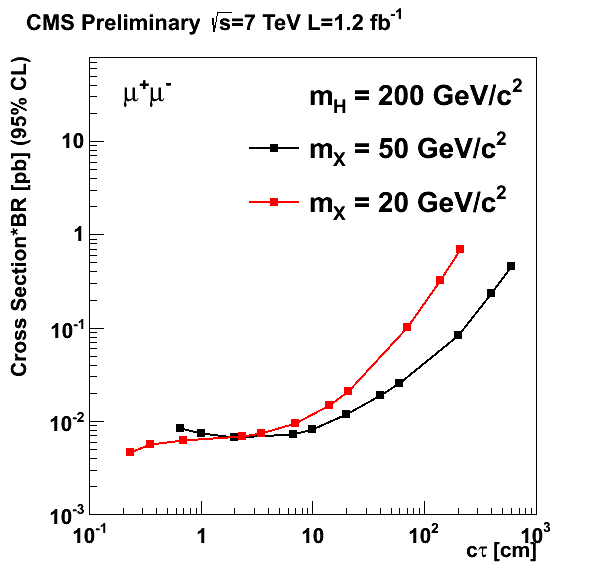 CMS Preliminary √s=7 TeV L=1.2 fb⁻¹
Cross Section*BR [pb] (95% CL)
μ⁺μ⁻
m_H = 200 GeV/c²
m_X = 50 GeV/c²
m_X = 20 GeV/c²
10
1
10⁻¹
10⁻²
10⁻³
10⁻¹ 1 10 10² 10³
cτ [cm]